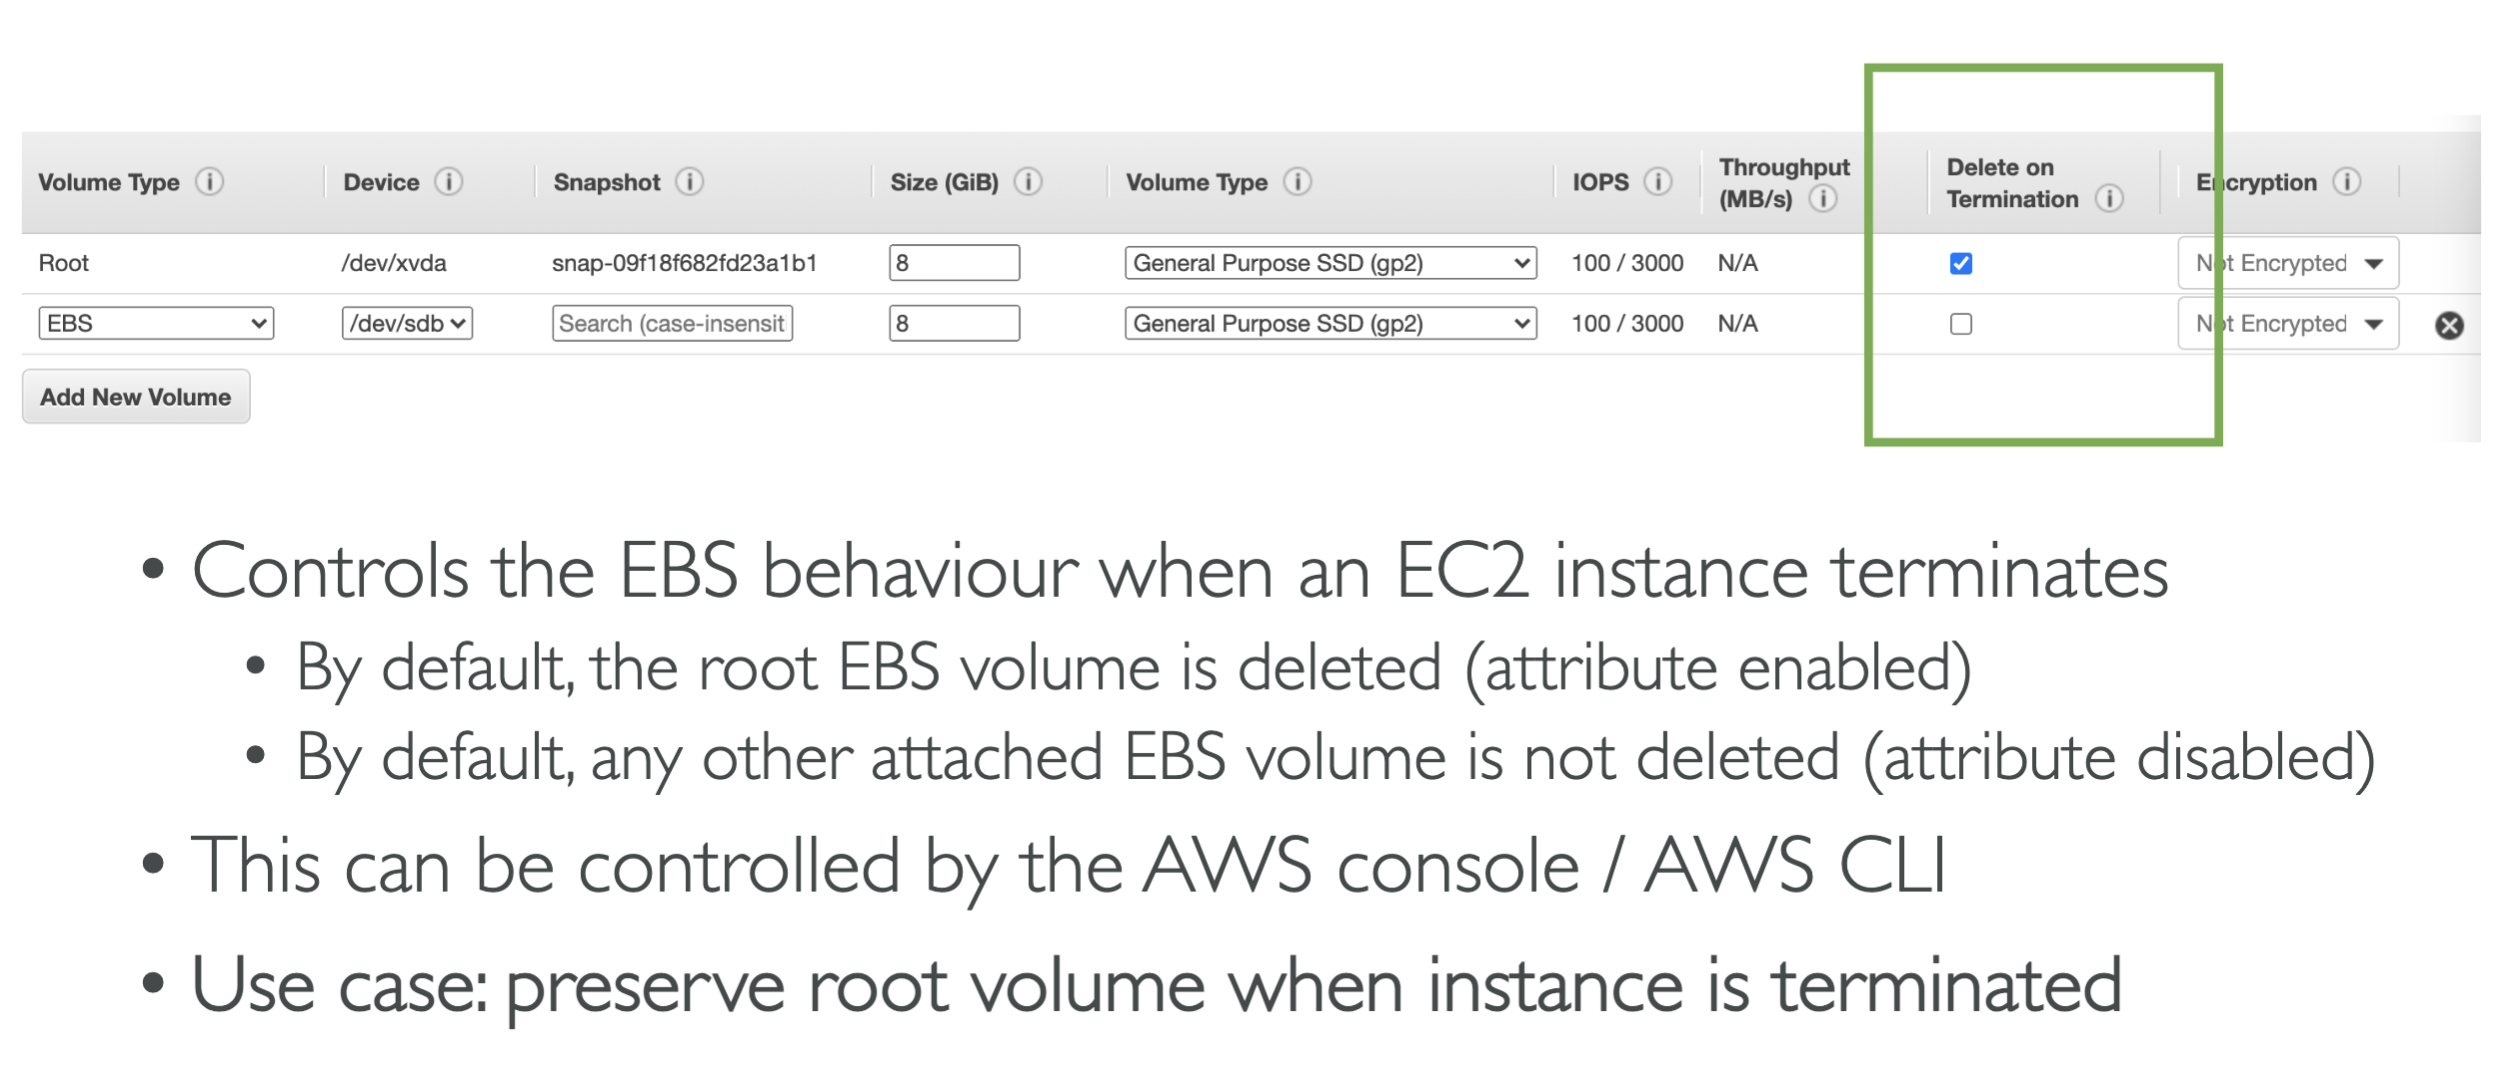 Volume Type Device Snapshot Size (GiB) Volume Type IOPS Throughput (MB/s) Delete on Termination Encryption
Root /dev/xvda snap-09f18f682fd23a1b1 8 General Purpose SSD (gp2) 100 / 3000 N/A Not Encrypted
EBS /dev/sdb Search (case-insensit 8 General Purpose SSD (gp2) 100 / 3000 N/A Not Encrypted
Add New Volume
• Controls the EBS behaviour when an EC2 instance terminates
• By default, the root EBS volume is deleted (attribute enabled)
• By default, any other attached EBS volume is not deleted (attribute disabled)
• This can be controlled by the AWS console / AWS CLI
• Use case: preserve root volume when instance is terminated